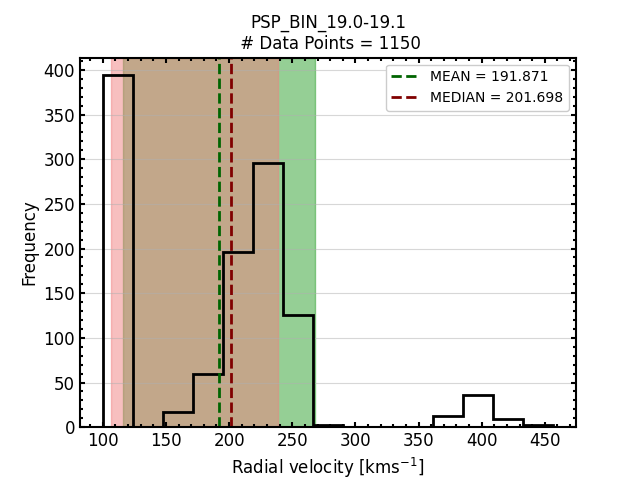 PSP_BIN_19.0-19.1
# Data Points = 1150
MEAN = 191.871
MEDIAN = 201.698
Frequency
400
350
300
250
200
150
100
50
0
100 150 200 250 300 350 400 450
Radial velocity [kms⁻¹]